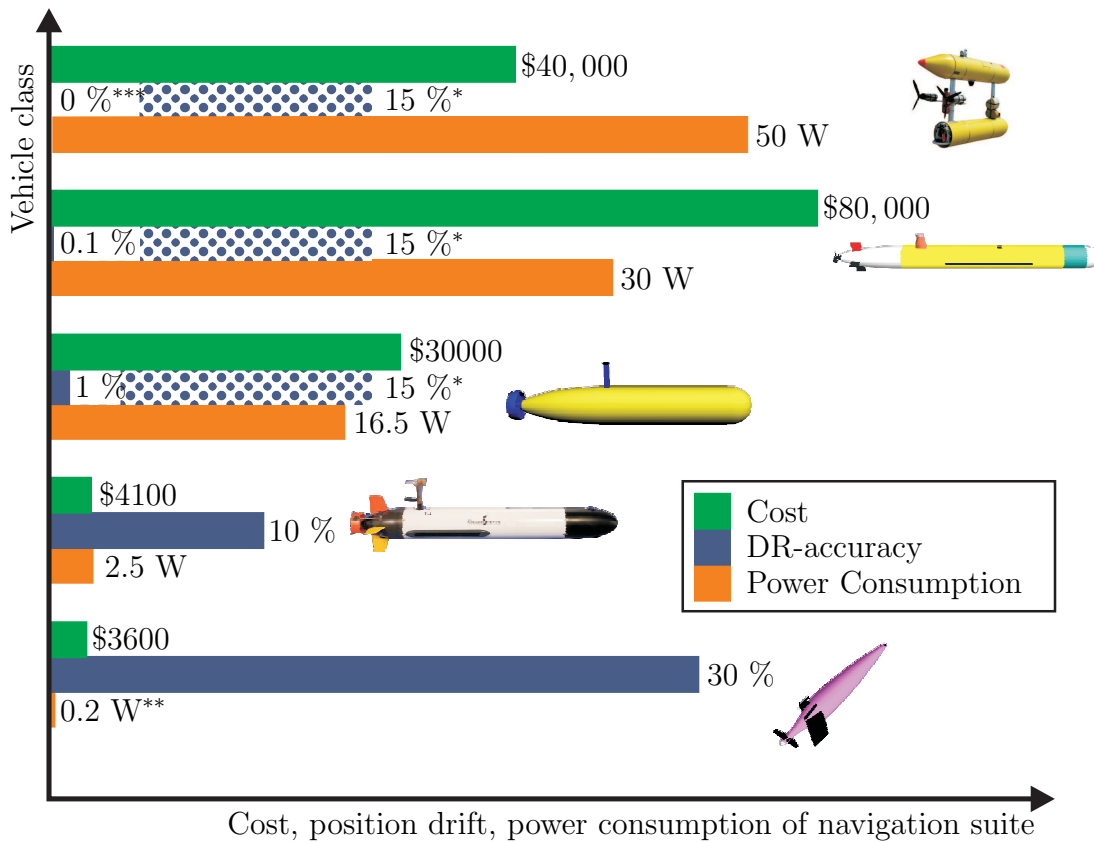 Vehicle class
$40, 000
0 %*** 15 %*
50 W
$80, 000
0.1 % 15 %*
30 W
$30000
1 % 15 %*
16.5 W
$4100
10 %
2.5 W
Cost
DR-accuracy
Power Consumption
$3600
30 %
0.2 W**
Cost, position drift, power consumption of navigation suite